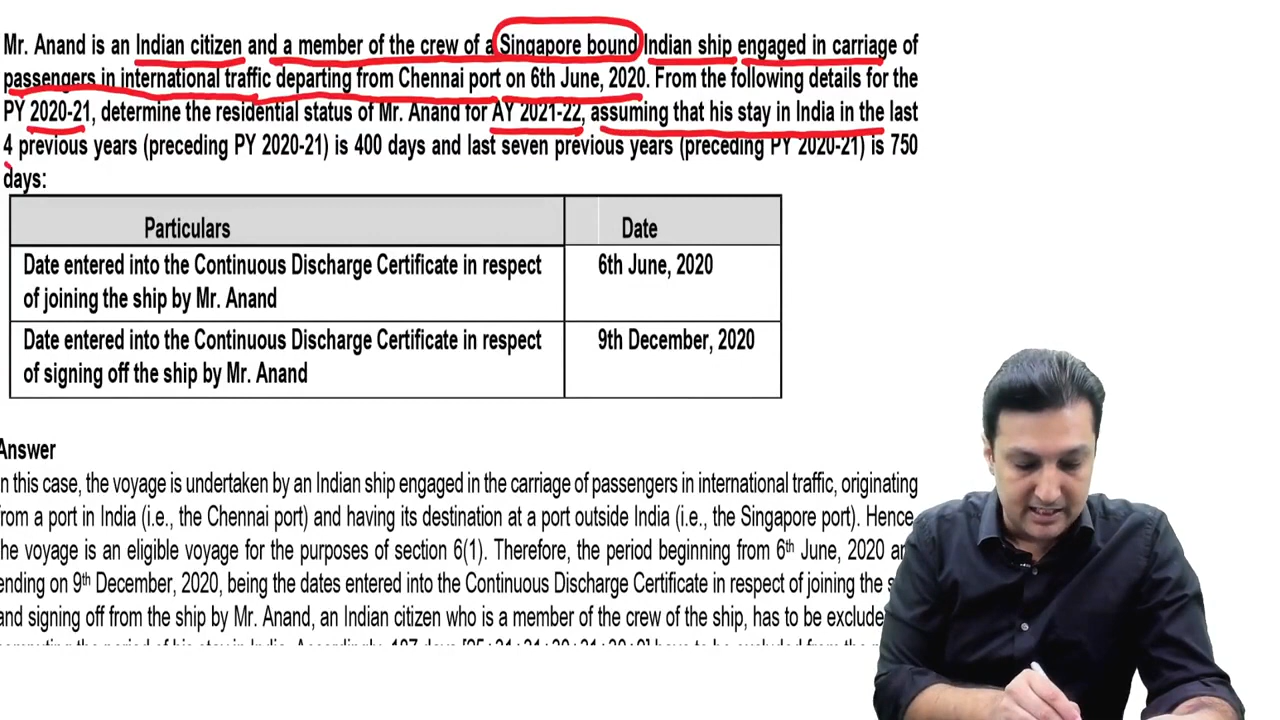 Mr. Anand is an Indian citizen and a member of the crew of a Singapore bound Indian ship engaged in carriage of
passengers in international traffic departing from Chennai port on 6th June, 2020. From the following details for the
PY 2020-21, determine the residential status of Mr. Anand for AY 2021-22, assuming that his stay in India in the last
4 previous years (preceding PY 2020-21) is 400 days and last seven previous years (preceding PY 2020-21) is 750
days:
Particulars Date
Date entered into the Continuous Discharge Certificate in respect 6th June, 2020
of joining the ship by Mr. Anand
Date entered into the Continuous Discharge Certificate in respect 9th December, 2020
of signing off the ship by Mr. Anand
Answer
In this case, the voyage is undertaken by an Indian ship engaged in the carriage of passengers in international traffic, originating
from a port in India (i.e., the Chennai port) and having its destination at a port outside India (i.e., the Singapore port). Hence,
the voyage is an eligible voyage for the purposes of section 6(1). Therefore, the period beginning from 6th June, 2020
ending on 9th December, 2020, being the dates entered into the Continuous Discharge Certificate in respect of joining the
and signing off from the ship by Mr. Anand, an Indian citizen who is a member of the crew of the ship, has to be